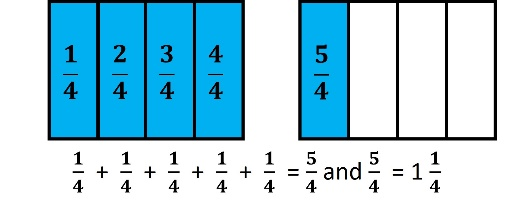 1/4 2/4 3/4 4/4 5/4
1/4 + 1/4 + 1/4 + 1/4 + 1/4 = 5/4 and 5/4 = 1 1/4